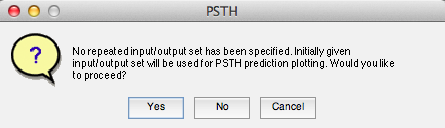 PSTH
?
No repeated input/output set has been specified. Initially given
input/output set will be used for PSTH prediction plotting. Would you like
to proceed?
Yes No Cancel